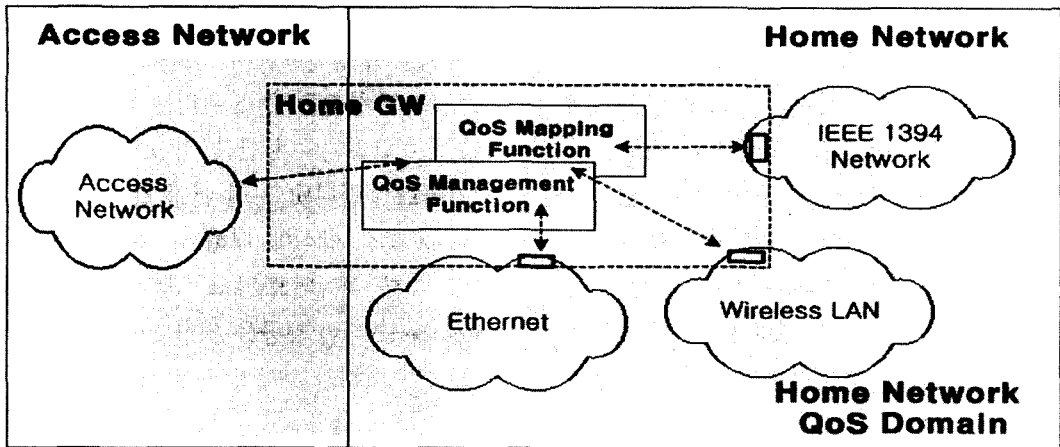 Access Network
Home Network
Home GW
QoS Mapping
Function
QoS Management
Function
Access
Network
IEEE 1394
Network
Ethernet
Wireless LAN
Home Network
QoS Domain